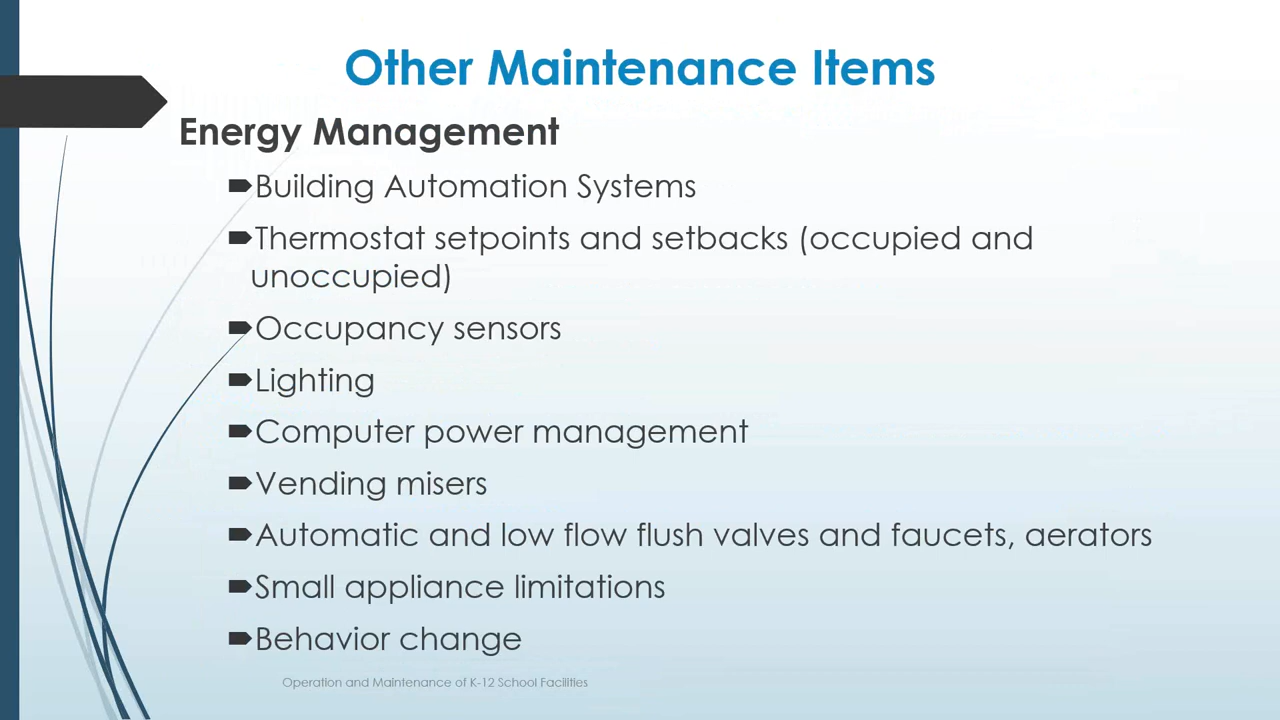 Other Maintenance Items
Energy Management
Building Automation Systems
Thermostat setpoints and setbacks (occupied and
unoccupied)
Occupancy sensors
Lighting
Computer power management
Vending misers
Automatic and low flow flush valves and faucets, aerators
Small appliance limitations
Behavior change
Operation and Maintenance of K-12 School Facilities